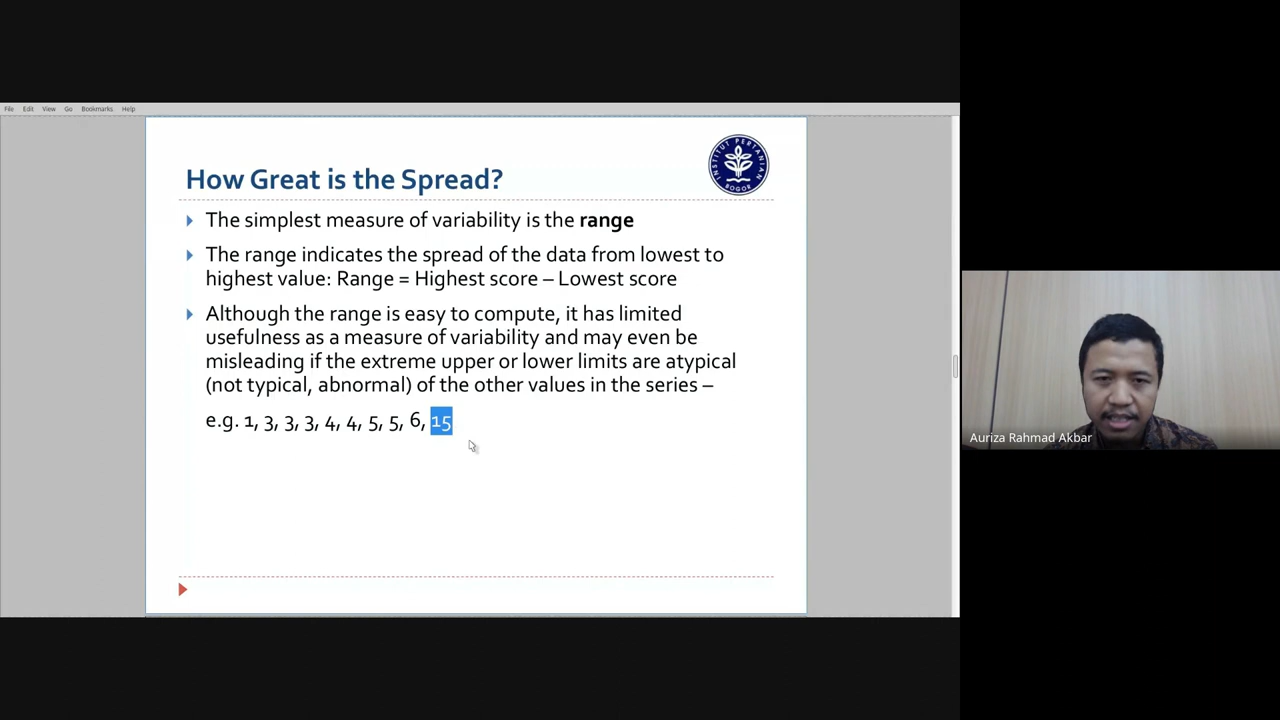 File Edit View Go Bookmarks Help
INSTITUT PERTANIAN
BOGOR
How Great is the Spread?
The simplest measure of variability is the range
The range indicates the spread of the data from lowest to
highest value: Range = Highest score – Lowest score
Although the range is easy to compute, it has limited
usefulness as a measure of variability and may even be
misleading if the extreme upper or lower limits are atypical
(not typical, abnormal) of the other values in the series –
e.g. 1, 3, 3, 3, 4, 4, 5, 5, 6, 15
Auriza Rahmad Akbar